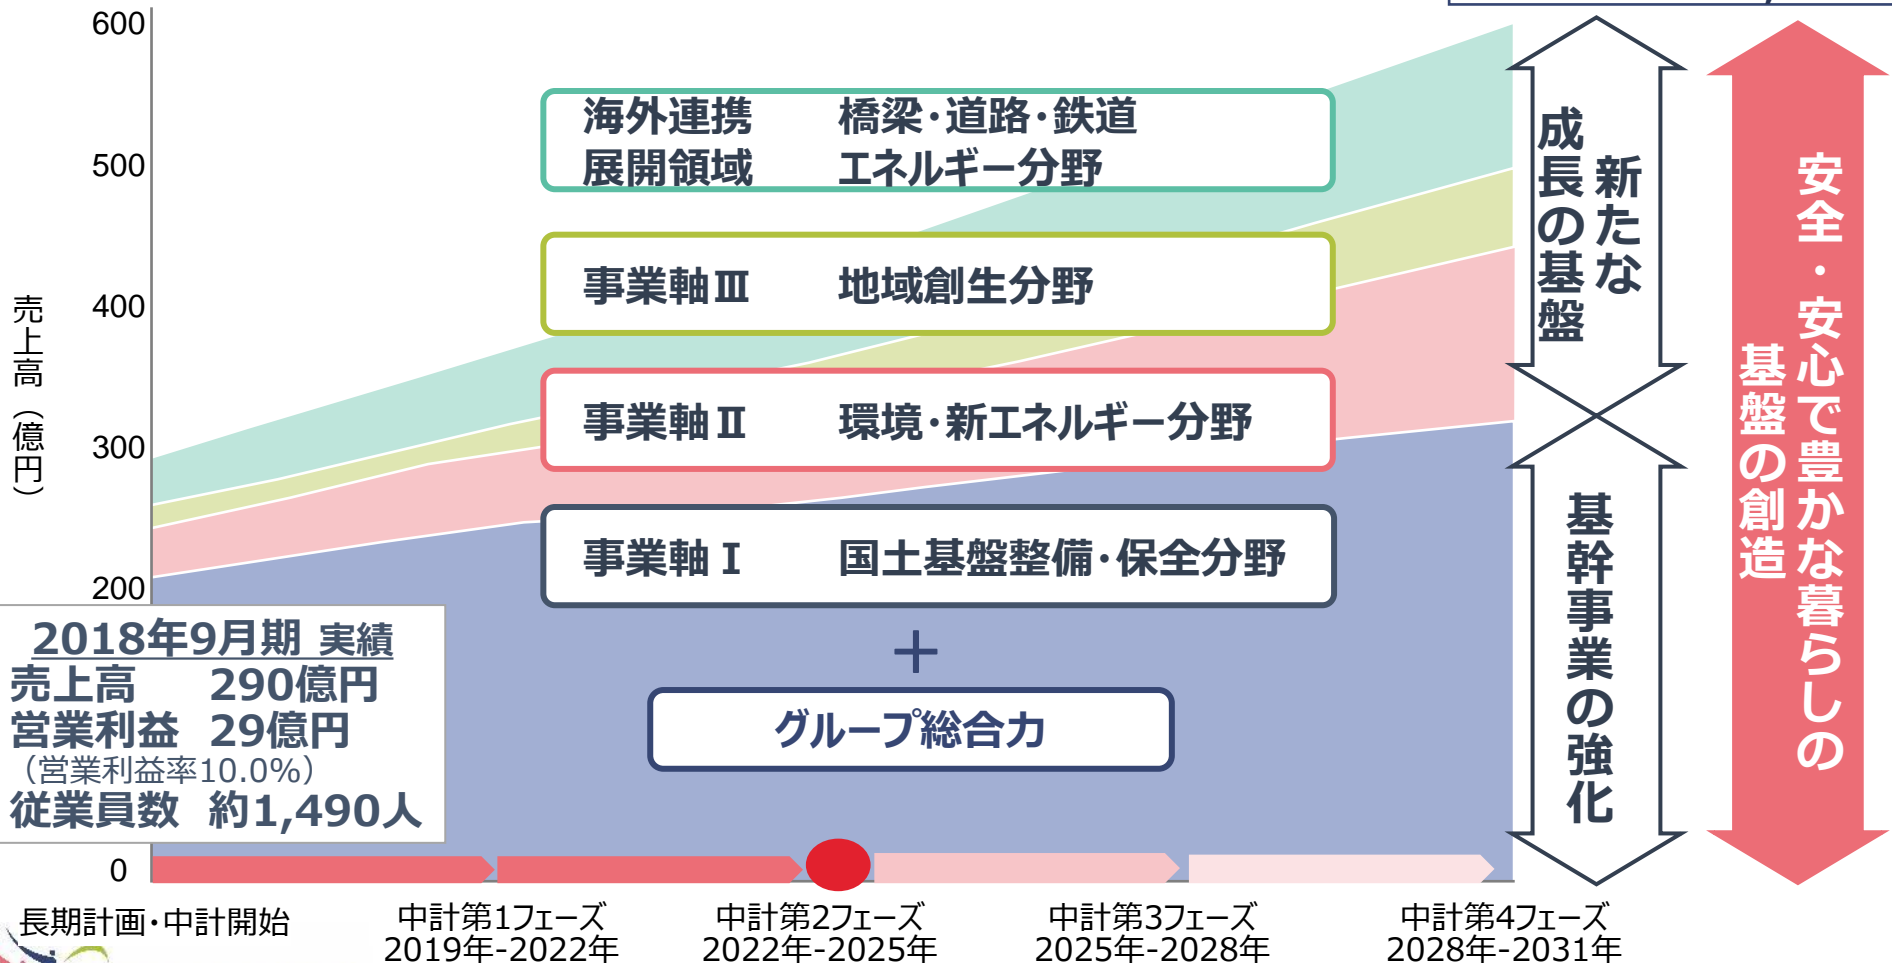 600
500
400
300
200
0
売上高（億円）
海外連携 橋梁・道路・鉄道
展開領域 エネルギー分野
事業軸Ⅲ 地域創生分野
事業軸Ⅱ 環境・新エネルギー分野
事業軸Ⅰ 国土基盤整備・保全分野
＋
グループ総合力
2018年9月期 実績
売上高 290億円
営業利益 29億円
（営業利益率10.0%）
従業員数 約1,490人
新たな
成長の基盤
基幹事業の強化
安全・安心で豊かな暮らしの
基盤の創造
長期計画・中計開始
中計第1フェーズ
2019年-2022年
中計第2フェーズ
2022年-2025年
中計第3フェーズ
2025年-2028年
中計第4フェーズ
2028年-2031年